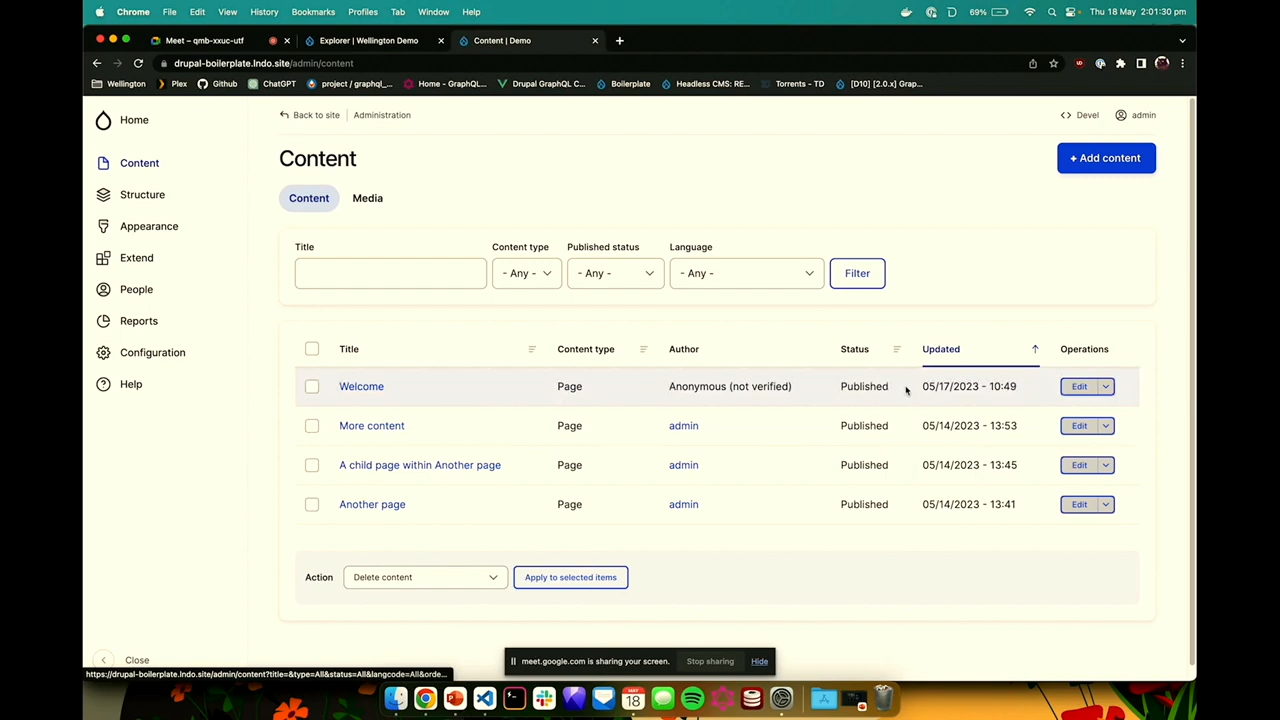 Chrome File Edit View History Bookmarks Profiles Tab Window Help 69% Thu 18 May 2:01:30 pm
Meet – qmb-xxuc-utf Explorer | Wellington Demo Content | Demo
drupal-boilerplate.lndo.site/admin/content
Wellington Plex Github ChatGPT project / graphql_... Home - GraphQL... Drupal GraphQL C... Boilerplate Headless CMS: RE... Torrents - TD [D10] [2.0.x] Grap...
Home
Content
Structure
Appearance
Extend
People
Reports
Configuration
Help
Close
Back to site Administration Devel admin
Content + Add content
Content Media
Title Content type Published status Language
- Any - - Any - - Any - Filter
Title Content type Author Status Updated Operations
Welcome Page Anonymous (not verified) Published 05/17/2023 - 10:49 Edit
More content Page admin Published 05/14/2023 - 13:53 Edit
A child page within Another page Page admin Published 05/14/2023 - 13:45 Edit
Another page Page admin Published 05/14/2023 - 13:41 Edit
Action Delete content Apply to selected items
meet.google.com is sharing your screen. Stop sharing Hide
https://drupal-boilerplate.lndo.site/admin/content?title=&type=All&status=All&langcode=All&orde...
MAY
18